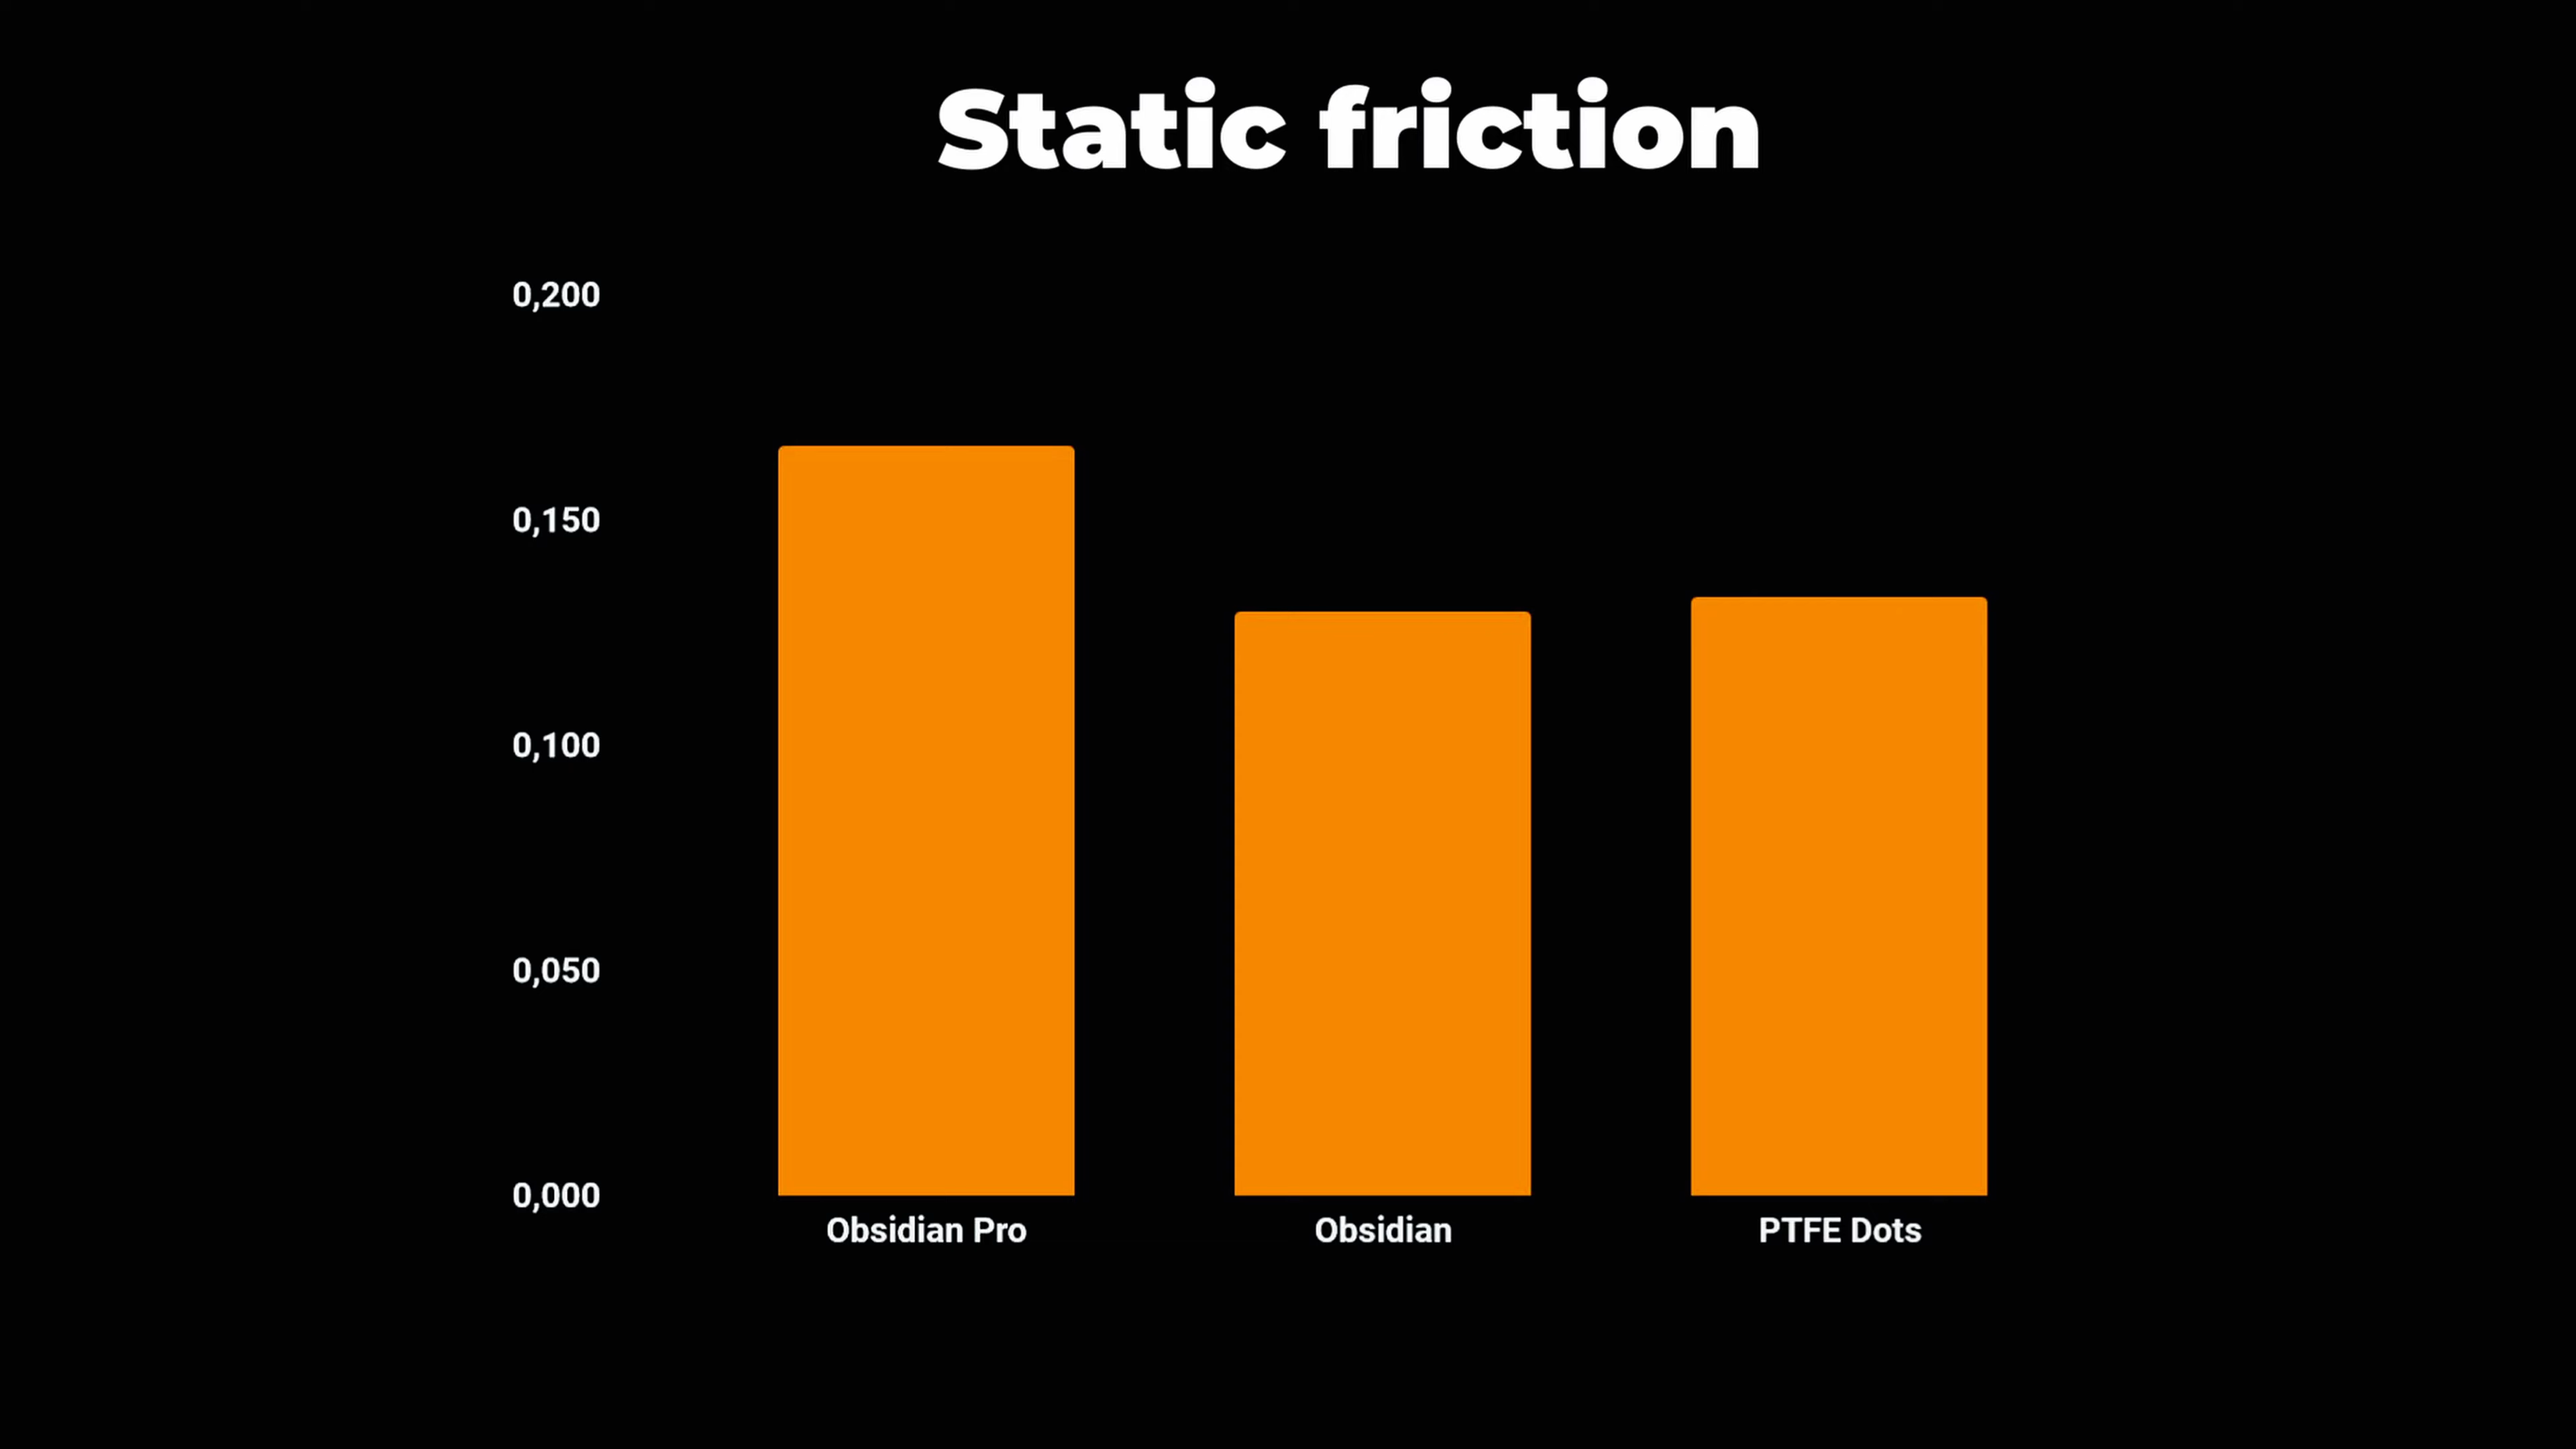 Static friction
0,200
0,150
0,100
0,050
0,000
Obsidian Pro
Obsidian
PTFE Dots